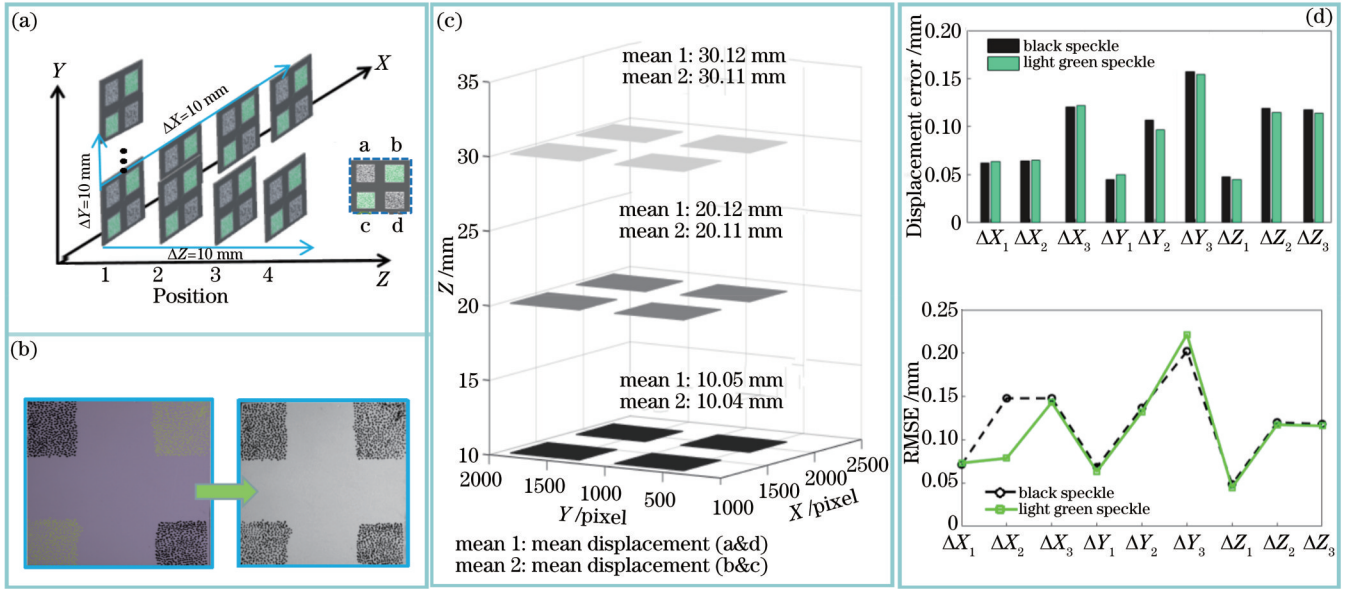 (a)
Y
X
ΔX=10 mm
ΔY=10 mm
a b
c d
ΔZ=10 mm
1 2 3 4
Z
Position
(b)
(c)
mean 1: 30.12 mm
mean 2: 30.11 mm
mean 1: 20.12 mm
mean 2: 20.11 mm
mean 1: 10.05 mm
mean 2: 10.04 mm
Z /mm
35
30
25
20
15
10
2000 1500 1000 500
Y /pixel
1000 1500 2000 2500
X /pixel
mean 1: mean displacement (a&d)
mean 2: mean displacement (b&c)
(d)
Displacement error /mm
0.20
0.15
0.10
0.05
0
black speckle
light green speckle
ΔX₁ ΔX₂ ΔX₃ ΔY₁ ΔY₂ ΔY₃ ΔZ₁ ΔZ₂ ΔZ₃
RMSE /mm
0.25
0.20
0.15
0.10
0.05
0
black speckle
light green speckle
ΔX₁ ΔX₂ ΔX₃ ΔY₁ ΔY₂ ΔY₃ ΔZ₁ ΔZ₂ ΔZ₃